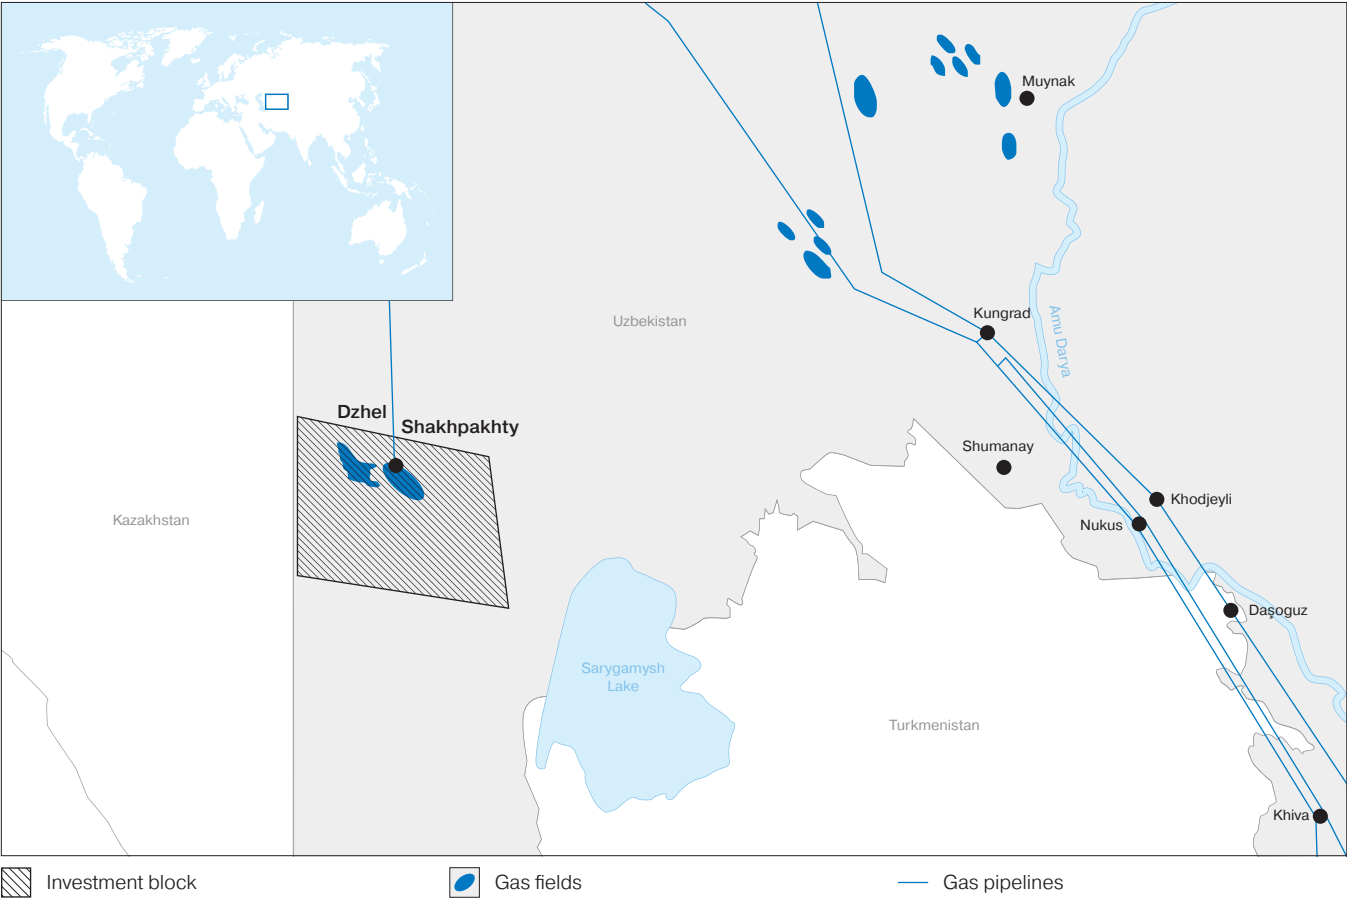 Muynak
Uzbekistan
Kungrad
Amu Darya
Dzhel
Shakhpakhty
Shumanay
Kazakhstan
Khodjeyli
Nukus
Daşoguz
Sarygamysh
Lake
Turkmenistan
Khiva
Investment block
Gas fields
Gas pipelines